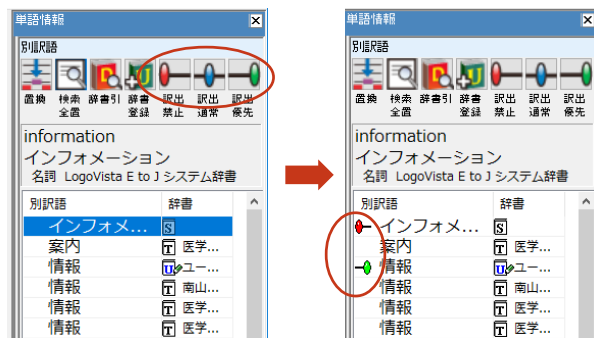 単語情報
別訳語
置換 検索 辞書引 辞書 訳出 訳出 訳出
全置 登録 禁止 通常 優先
information
インフォメーション
名詞 LogoVista E to J システム辞書
別訳語 辞書
インフォメ... S
案内 T 医学...
情報 U ユー...
情報 T 南山...
情報 T 医学...
情報 T 医学...
単語情報
別訳語
置換 検索 辞書引 辞書 訳出 訳出 訳出
全置 登録 禁止 通常 優先
information
インフォメーション
名詞 LogoVista E to J システム辞書
別訳語 辞書
インフォメ... S
案内 T 医学...
情報 U ユー...
情報 T 南山...
情報 T 医学...
情報 T 医学...